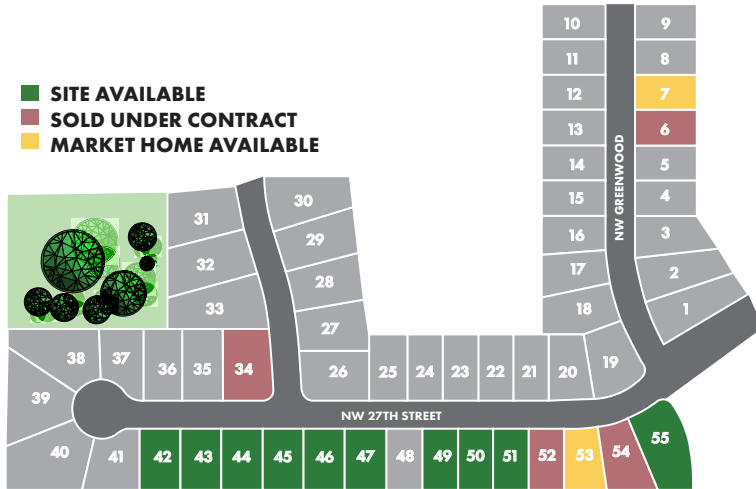 SITE AVAILABLE
SOLD UNDER CONTRACT
MARKET HOME AVAILABLE
10 9
11 8
12 7
13 6
14 5
15 4
16 3
17 2
18 1
19
NW GREENWOOD
31 30
32 29
33 28
27
38 37 36 35 34 26 25 24 23 22 21 20
39
NW 27TH STREET
40 41 42 43 44 45 46 47 48 49 50 51 52 53 54 55